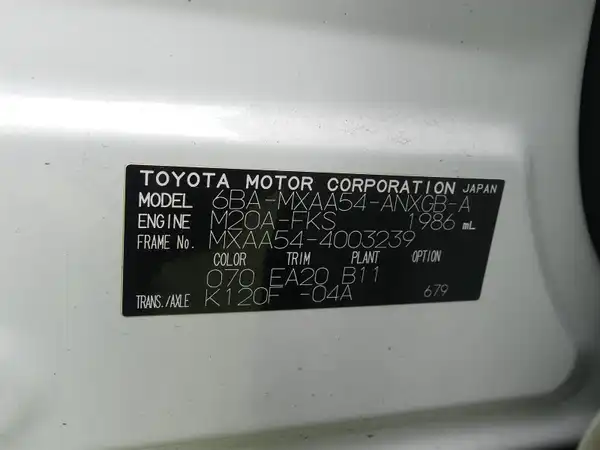 TOYOTA MOTOR CORPORATION JAPAN
MODEL 6BA-MXAA54-ANXGB-A
ENGINE M20A-FKS 1986 mL
FRAME No. MXAA54-4003239
COLOR TRIM PLANT OPTION
070 EA20 B11
TRANS./AXLE K120F -04A 679